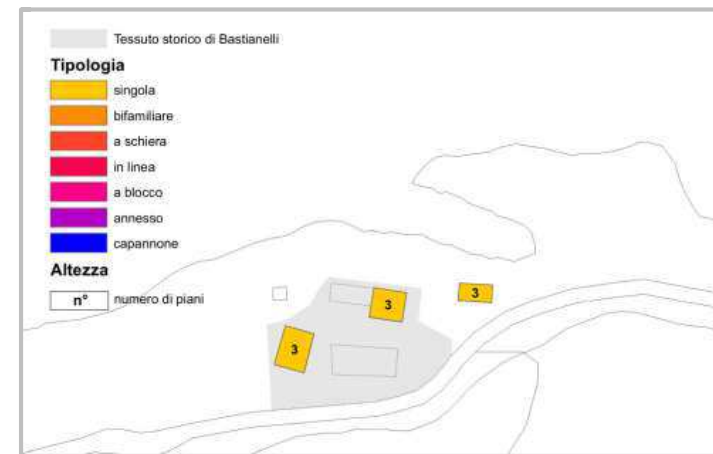 Tessuto storico di Bastianelli
Tipologia
singola
bifamiliare
a schiera
in linea
a blocco
annesso
capannone
Altezza
n° numero di piani
3
3
3